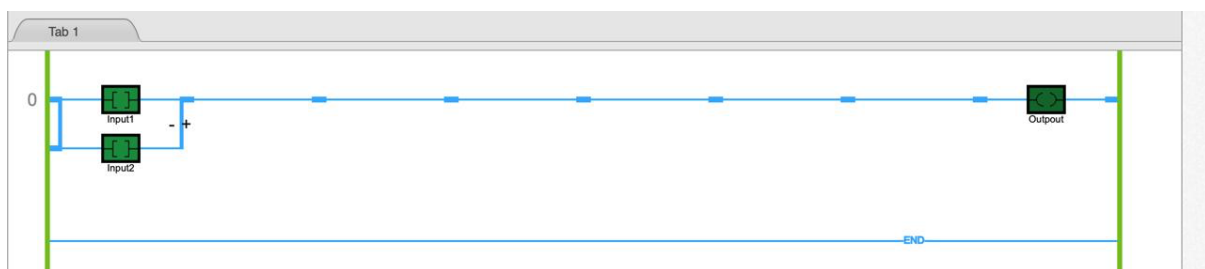 Tab 1
0
Input1
- +
Outpout
Input2
END